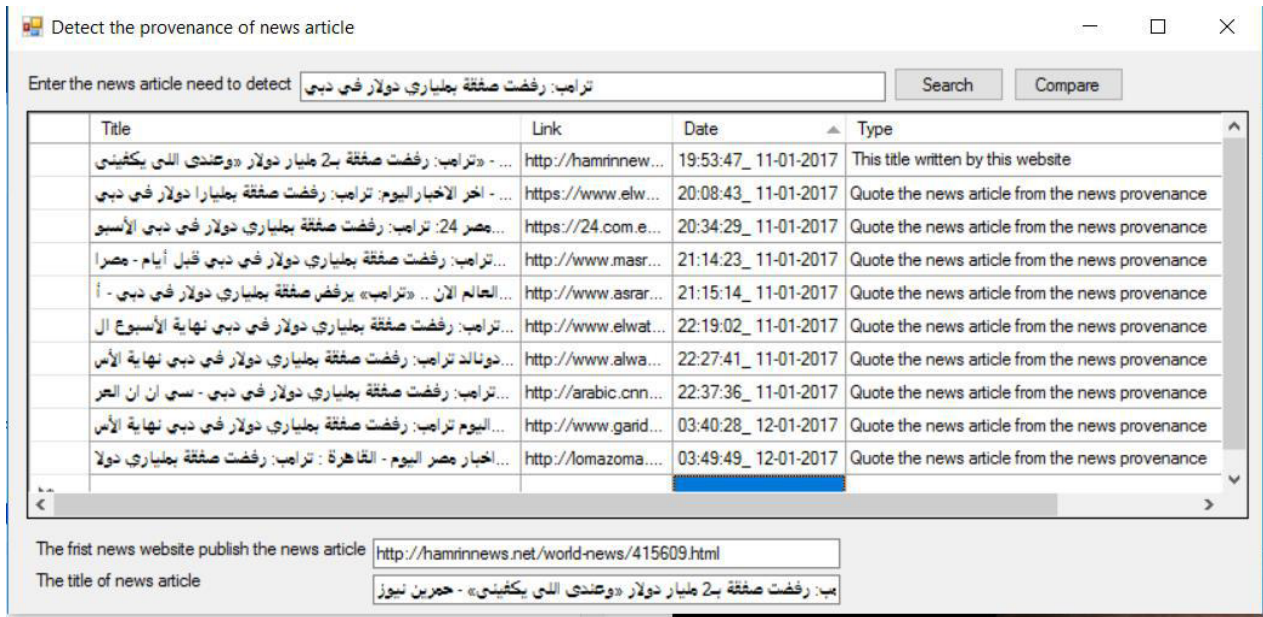 Detect the provenance of news article
Enter the news article need to detect ترامب: رفضت صفقة بملياري دولار في دبي Search Compare
Title Link Date Type
... - «ترامب: رفضت صفقة بـ2 مليار دولار «وعندى اللى يكفينى http://hamrinnew... 19:53:47_ 11-01-2017 This title written by this website
... - اخر الاخباراليوم: ترامب: رفضت صفقة بمليارا دولار في دبي https://www.elw... 20:08:43_ 11-01-2017 Quote the news article from the news provenance
...مصر 24: ترامب: رفضت صفقة بملياري دولار في دبي الأسبو https://24.com.e... 20:34:29_ 11-01-2017 Quote the news article from the news provenance
...ترامب: رفضت صفقة بملياري دولار في دبي قبل أيام - مصرا http://www.masr... 21:14:23_ 11-01-2017 Quote the news article from the news provenance
...العالم الان .. «ترامب» يرفض صفقة بملياري دولار في دبي - أ http://www.asrar... 21:15:14_ 11-01-2017 Quote the news article from the news provenance
...ترامب: رفضت صفقة بملياري دولار في دبي نهاية الأسبوع ال http://www.elwat... 22:19:02_ 11-01-2017 Quote the news article from the news provenance
...دونالد ترامب: رفضت صفقة بملياري دولار في دبي نهاية الأس http://www.alwa... 22:27:41_ 11-01-2017 Quote the news article from the news provenance
...ترامب: رفضت صفقة بملياري دولار في دبي - سي ان ان العر http://arabic.cnn... 22:37:36_ 11-01-2017 Quote the news article from the news provenance
...اليوم ترامب: رفضت صفقة بملياري دولار في دبي نهاية الأس http://www.garid... 03:40:28_ 12-01-2017 Quote the news article from the news provenance
...اخبار مصر اليوم - القاهرة : ترامب: رفضت صفقة بملياري دولا http://lomazoma.... 03:49:49_ 12-01-2017 Quote the news article from the news provenance
The frist news website publish the news article http://hamrinnews.net/world-news/415609.html
The title of news article مب: رفضت صفقة بـ2 مليار دولار «وعندى اللى يكفينى» - حمرين نيوز